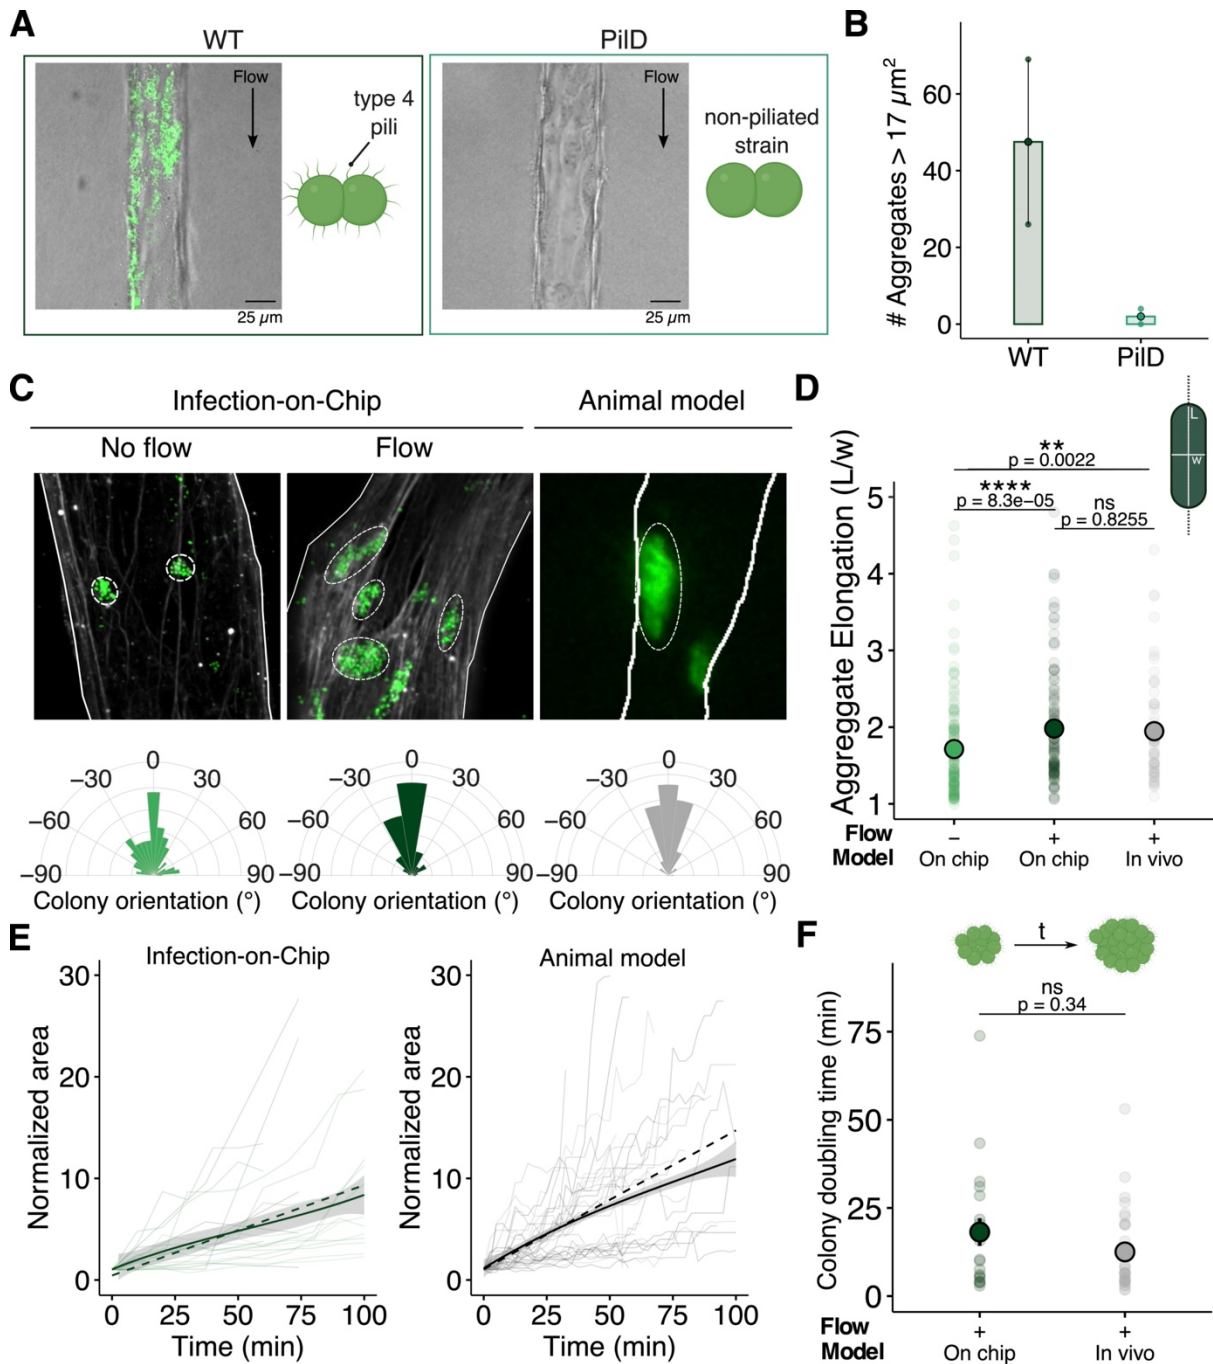 A
WT
PilD
Flow
type 4
pili
25 µm
Flow
non-piliated
strain
25 µm
B
# Aggregates > 17 µm²
60
40
20
0
WT
PilD
C
Infection-on-Chip
Animal model
No flow
Flow
0
−30
30
−60
60
−90
90
Colony orientation (°)
0
−30
30
−60
60
−90
90
Colony orientation (°)
0
−30
30
−60
60
−90
90
Colony orientation (°)
D
L
w
**
p = 0.0022
****
p = 8.3e−05
ns
p = 0.8255
Aggreggate Elongation (L/w)
5
4
3
2
1
Flow
−
+
+
Model
On chip
On chip
In vivo
E
Infection-on-Chip
Normalized area
30
20
10
0
0
25
50
75
100
Time (min)
Animal model
Normalized area
30
20
10
0
0
25
50
75
100
Time (min)
F
t
ns
p = 0.34
Colony doubling time (min)
75
50
25
0
Flow
+
+
Model
On chip
In vivo